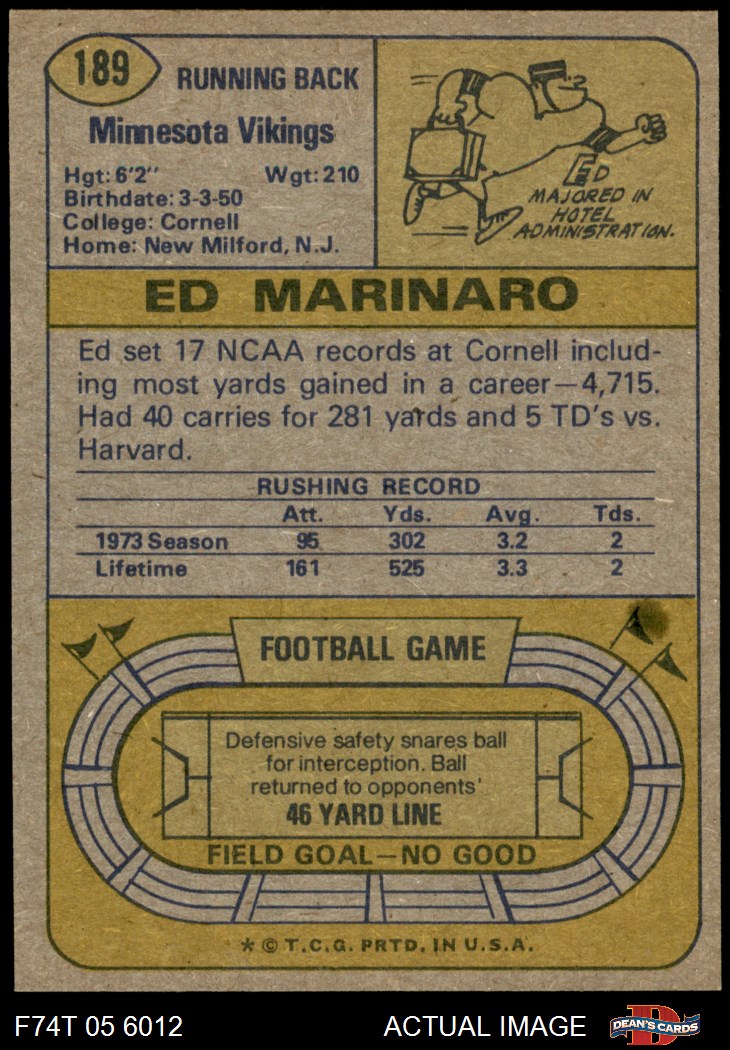 189
RUNNING BACK
Minnesota Vikings
Hgt: 6'2" Wgt: 210
Birthdate: 3-3-50
College: Cornell
Home: New Milford, N.J.
ED
MAJORED IN
HOTEL
ADMINISTRATION.
ED MARINARO
Ed set 17 NCAA records at Cornell includ-
ing most yards gained in a career—4,715.
Had 40 carries for 281 yards and 5 TD's vs.
Harvard.
RUSHING RECORD
Att. Yds. Avg. Tds.
1973 Season 95 302 3.2 2
Lifetime 161 525 3.3 2
FOOTBALL GAME
Defensive safety snares ball
for interception. Ball
returned to opponents'
46 YARD LINE
FIELD GOAL—NO GOOD
* © T.C.G. PRTD. IN U.S.A.
F74T 05 6012 ACTUAL IMAGE D DEAN'S CARDS